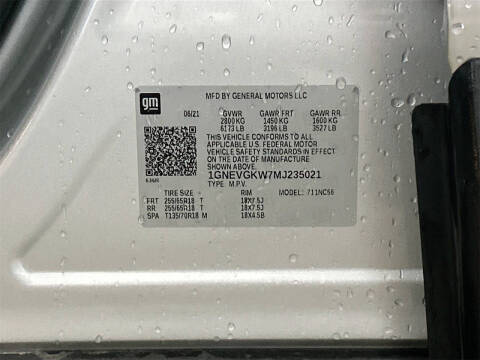 MFD BY GENERAL MOTORS LLC
gm
06/21 GVWR GAWR FRT GAWR RR
2800 KG 1450 KG 1600 KG
6173 LB 3196 LB 3527 LB
THIS VEHICLE CONFORMS TO ALL
APPLICABLE U.S. FEDERAL MOTOR
VEHICLE SAFETY STANDARDS IN EFFECT
ON THE DATE OF MANUFACTURE
SHOWN ABOVE.
1GNEVGKW7MJ235021
TYPE: M.P.V. MODEL: 711NC56
TIRE SIZE RIM
FRT 255/65R18 T 18X7.5J
RR 255/65R18 T 18X7.5J
SPA T135/70R18 M 18X4.5B